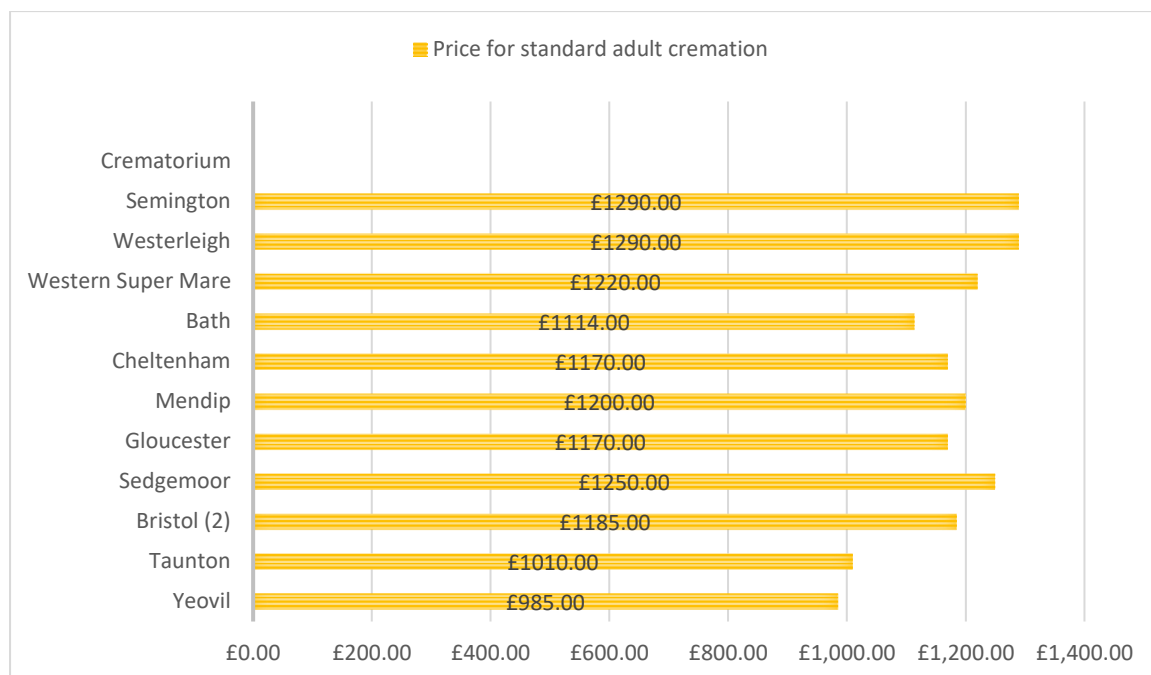 Price for standard adult cremation
Crematorium
Semington £1290.00
Westerleigh £1290.00
Western Super Mare £1220.00
Bath £1114.00
Cheltenham £1170.00
Mendip £1200.00
Gloucester £1170.00
Sedgemoor £1250.00
Bristol (2) £1185.00
Taunton £1010.00
Yeovil £985.00
£0.00 £200.00 £400.00 £600.00 £800.00 £1,000.00 £1,200.00 £1,400.00